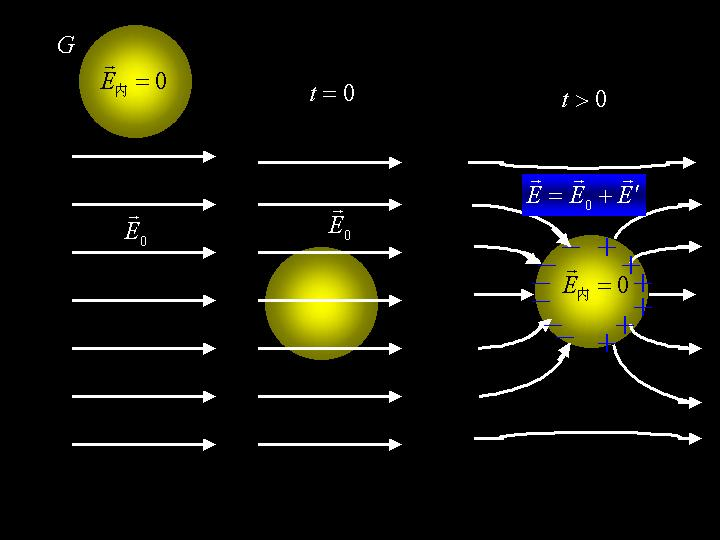 G
E⃗内 = 0
t = 0
t > 0
E⃗ = E⃗₀ + E⃗′
E⃗₀
E⃗₀
E⃗内 = 0
− − − − − −
+ + + + + +